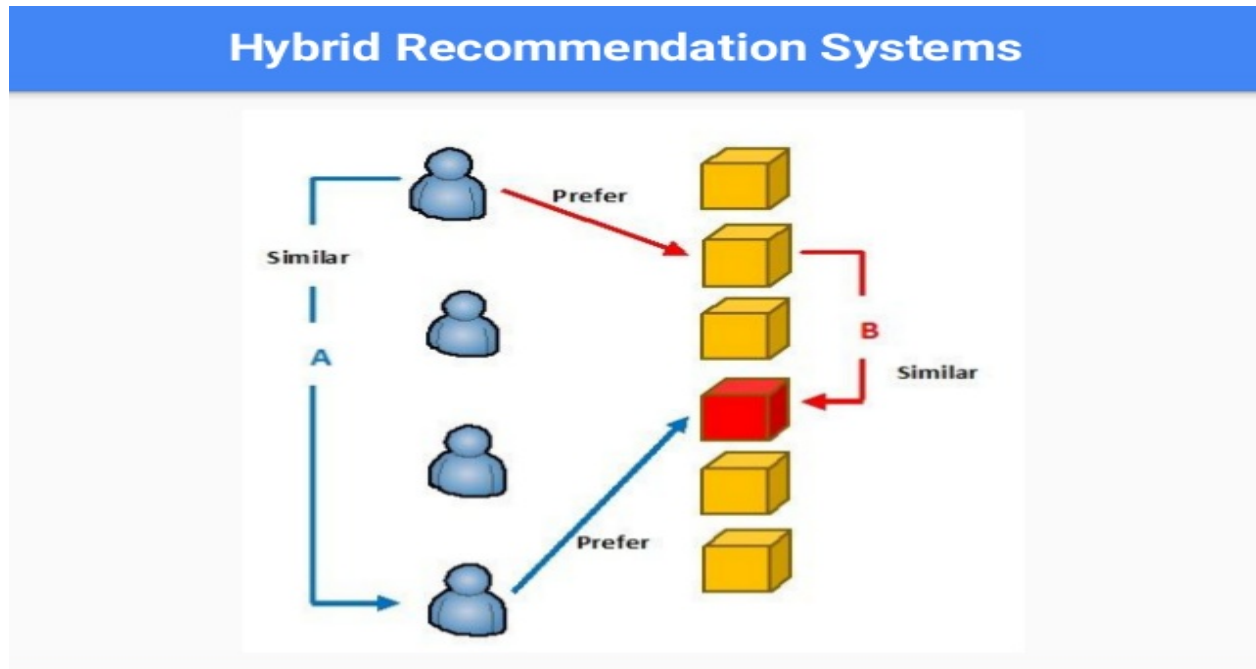 Hybrid Recommendation Systems
Prefer
Similar
A
B
Similar
Prefer